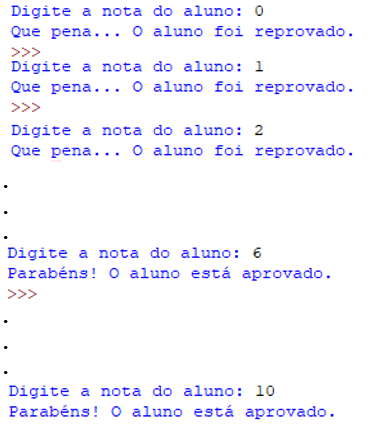 Digite a nota do aluno: 0
Que pena... O aluno foi reprovado.
>>>
Digite a nota do aluno: 1
Que pena... O aluno foi reprovado.
>>>
Digite a nota do aluno: 2
Que pena... O aluno foi reprovado.
.
.
.
Digite a nota do aluno: 6
Parabéns! O aluno está aprovado.
>>>
.
.
.
Digite a nota do aluno: 10
Parabéns! O aluno está aprovado.